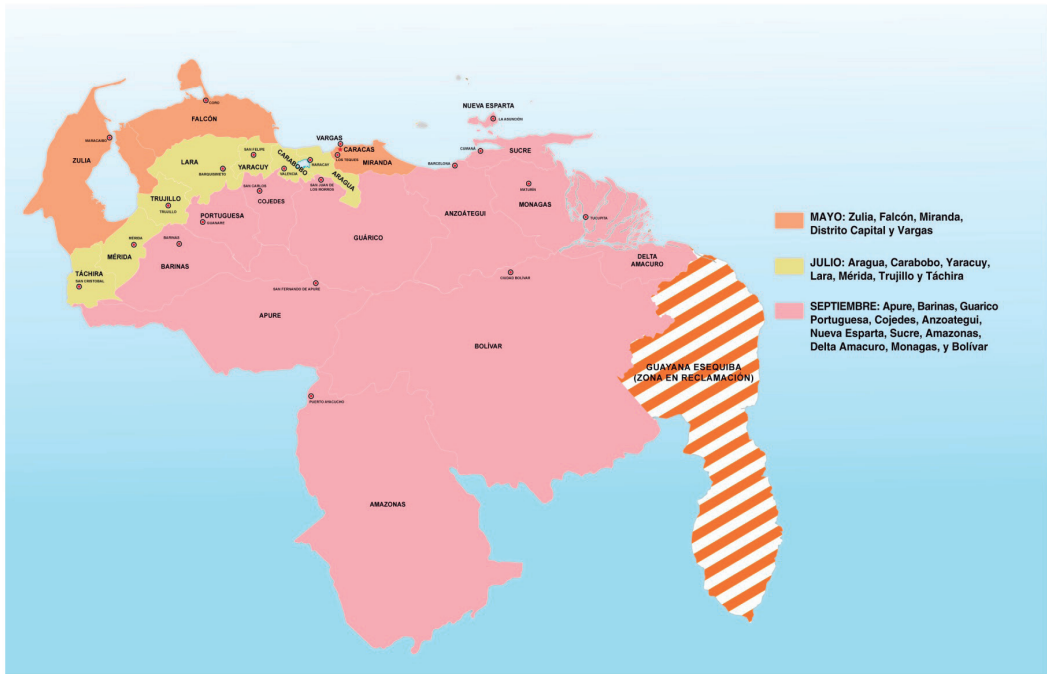 NUEVA ESPARTA
LA ASUNCIÓN
CORO
FALCÓN
MARACAIBO
ZULIA
VARGAS
CARACAS
LOS TEQUES
MIRANDA
CUMANÁ
SUCRE
BARCELONA
SAN FELIPE
LARA
YARACUY
CARABOBO
MARACAY
BARQUISIMETO
VALENCIA
ARAGUA
SAN JUAN DE
LOS MORROS
SAN CARLOS
COJEDES
MATURÍN
MONAGAS
TRUJILLO
TRUJILLO
PORTUGUESA
GUANARE
ANZOÁTEGUI
TUCUPITA
GUÁRICO
MÉRIDA
MÉRIDA
BARINAS
BARINAS
DELTA
AMACURO
TÁCHIRA
SAN CRISTOBAL
CIUDAD BOLÍVAR
SAN FERNANDO DE APURE
APURE
BOLÍVAR
GUAYANA ESEQUIBA
(ZONA EN RECLAMACIÓN)
PUERTO AYACUCHO
AMAZONAS
MAYO: Zulia, Falcón, Miranda,
Distrito Capital y Vargas
JULIO: Aragua, Carabobo, Yaracuy,
Lara, Mérida, Trujillo y Táchira
SEPTIEMBRE: Apure, Barinas, Guarico
Portuguesa, Cojedes, Anzoategui,
Nueva Esparta, Sucre, Amazonas,
Delta Amacuro, Monagas, y Bolívar